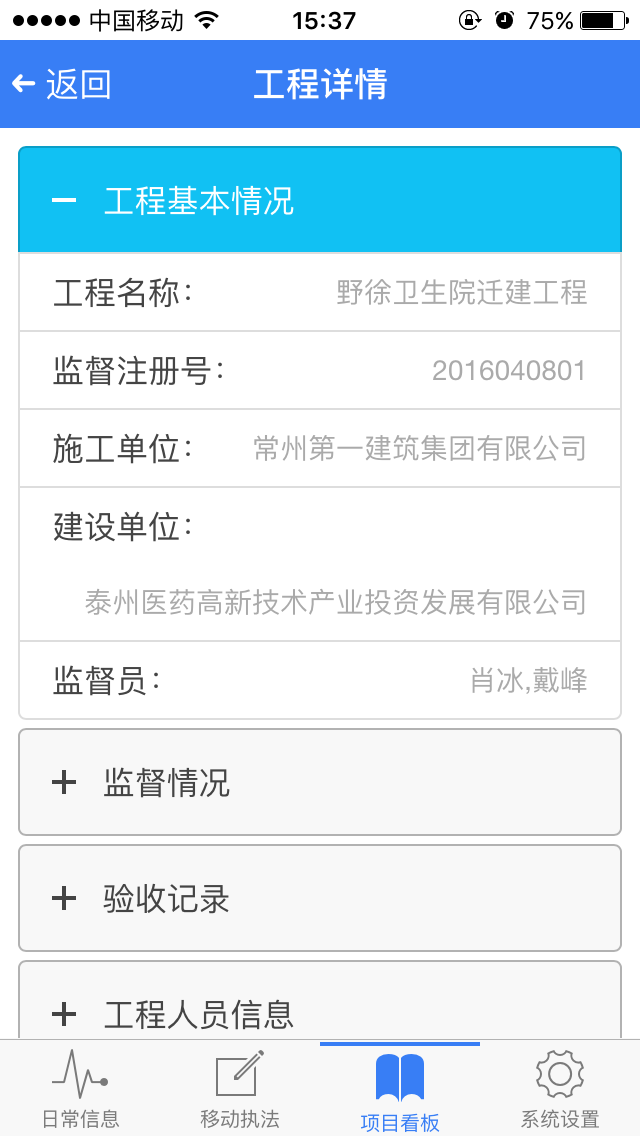 中国移动 15:37 75%
返回 工程详情
工程基本情况
工程名称： 野徐卫生院迁建工程
监督注册号： 2016040801
施工单位： 常州第一建筑集团有限公司
建设单位：
泰州医药高新技术产业投资发展有限公司
监督员： 肖冰,戴峰
监督情况
验收记录
工程人员信息
日常信息 移动执法 项目看板 系统设置